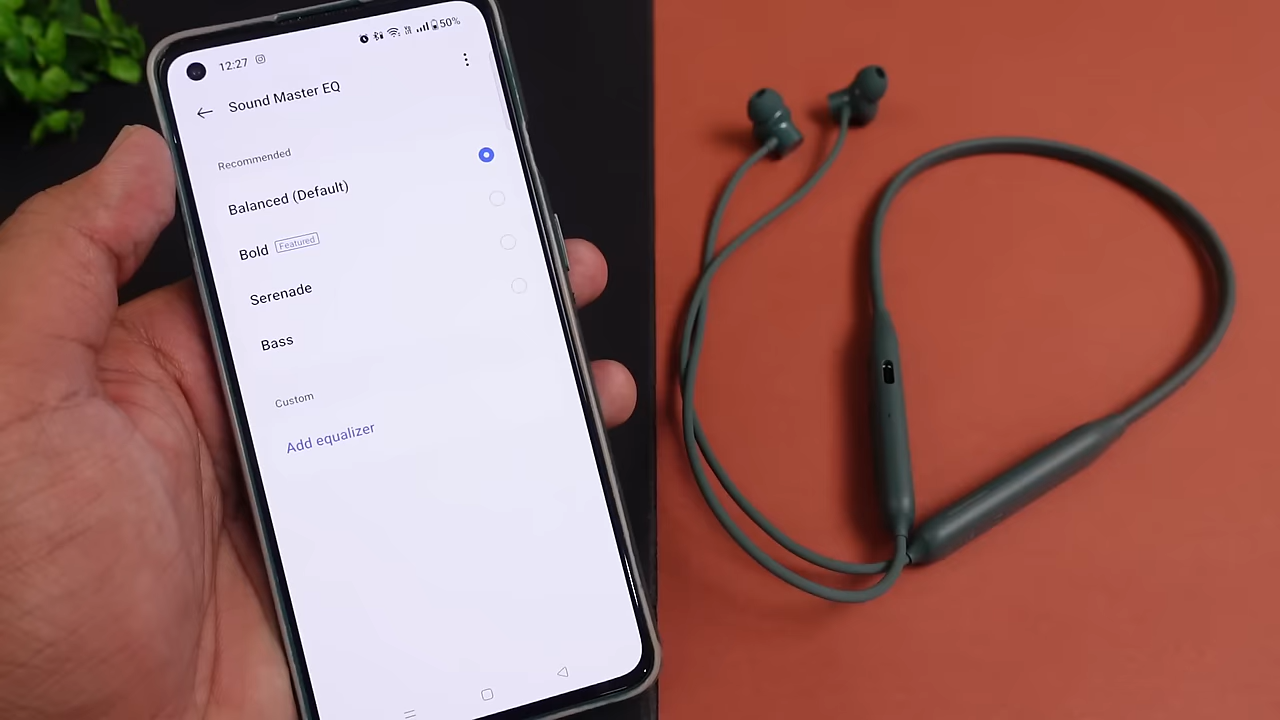 12:27 50%
Sound Master EQ
Recommended
Balanced (Default)
Bold Featured
Serenade
Bass
Custom
Add equalizer